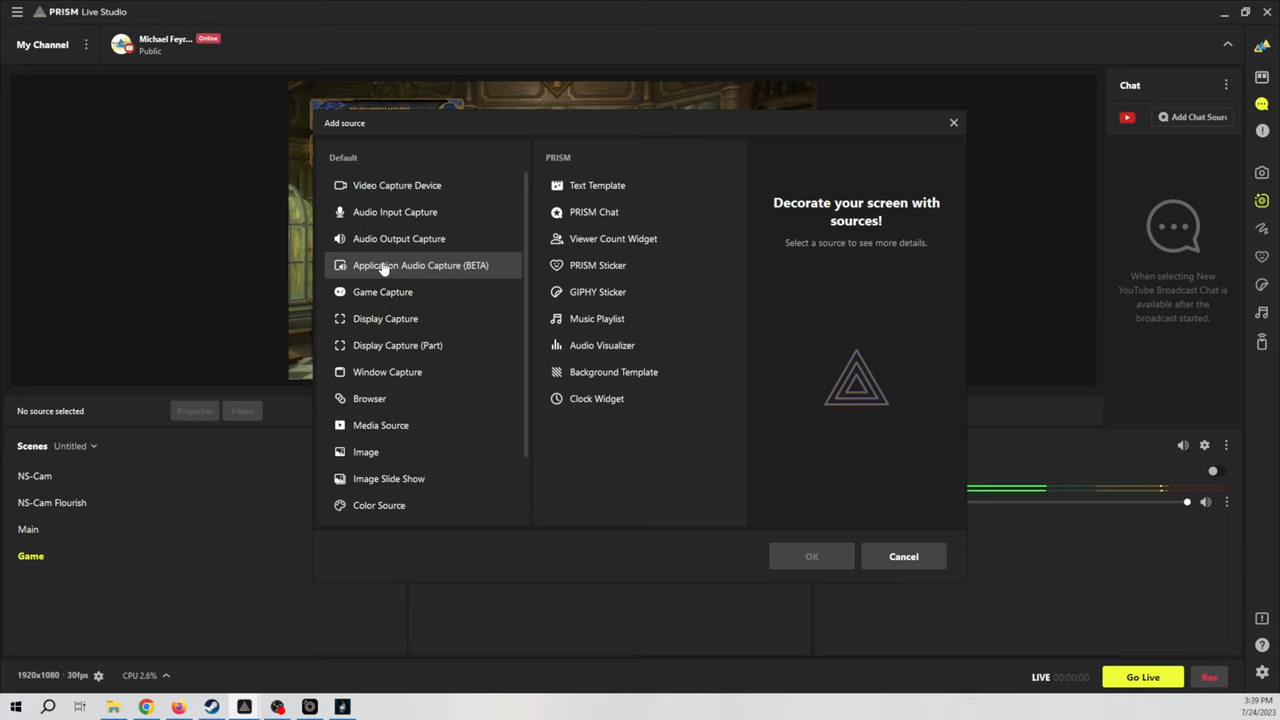 PRISM Live Studio
My Channel
Michael Feyr...
Online
Public
Chat
Add Chat Sourc
Add source
Default
Video Capture Device
Audio Input Capture
Audio Output Capture
Application Audio Capture (BETA)
Game Capture
Display Capture
Display Capture (Part)
Window Capture
Browser
Media Source
Image
Image Slide Show
Color Source
PRISM
Text Template
PRISM Chat
Viewer Count Widget
PRISM Sticker
GIPHY Sticker
Music Playlist
Audio Visualizer
Background Template
Clock Widget
Decorate your screen with
sources!
Select a source to see more details.
OK
Cancel
When selecting New
YouTube Broadcast Chat is
available after the
broadcast started.
No source selected
Properties
Filters
Scenes
Untitled
NS-Cam
NS-Cam Flourish
Main
Game
1920x1080 · 30fps
CPU 2.6%
LIVE 00:00:00
Go Live
Rec
3:39 PM
7/24/2023